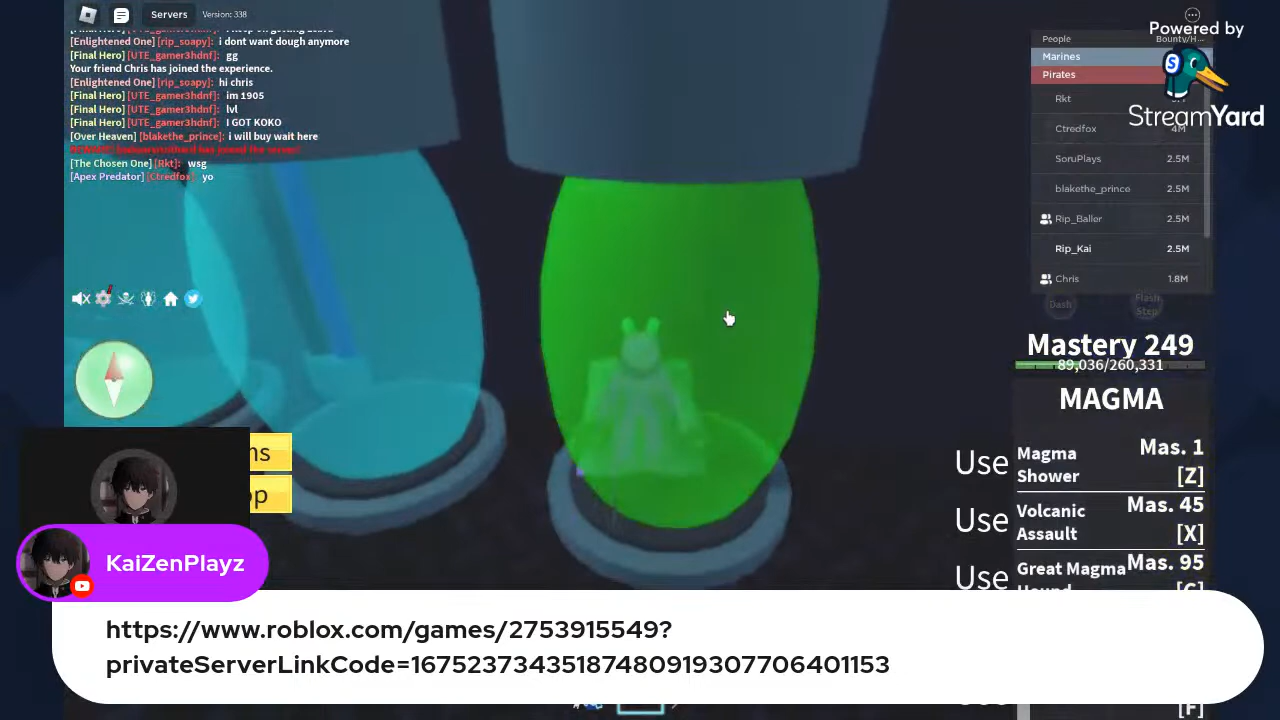 Servers
Version: 338
[Enlightened One] [rip_soapy]: i dont want dough anymore
[Final Hero] [UTE_gamer3hdnf]: gg
Your friend Chris has joined the experience.
[Enlightened One] [rip_soapy]: hi chris
[Final Hero] [UTE_gamer3hdnf]: im 1905
[Final Hero] [UTE_gamer3hdnf]: lvl
[Final Hero] [UTE_gamer3hdnf]: I GOT KOKO
[Over Heaven] [blakethe_prince]: i will buy wait here
[The Chosen One] [Rkt]: wsg
[Apex Predator] [Ctredfox]: yo
People
Bounty/H...
Marines
Pirates
Rkt
Ctredfox 4M
SoruPlays 2.5M
blakethe_prince 2.5M
Rip_Baller 2.5M
Rip_Kai 2.5M
Chris 1.8M
Powered by
StreamYard
Dash
Flash
Step
Mastery 249
89,036/260,331
MAGMA
Use Magma Shower Mas. 1 [Z]
Use Volcanic Assault Mas. 45 [X]
Use Great Magma Mas. 95
[F]
KaiZenPlayz
https://www.roblox.com/games/2753915549?
privateServerLinkCode=16752373435187480919307706401153